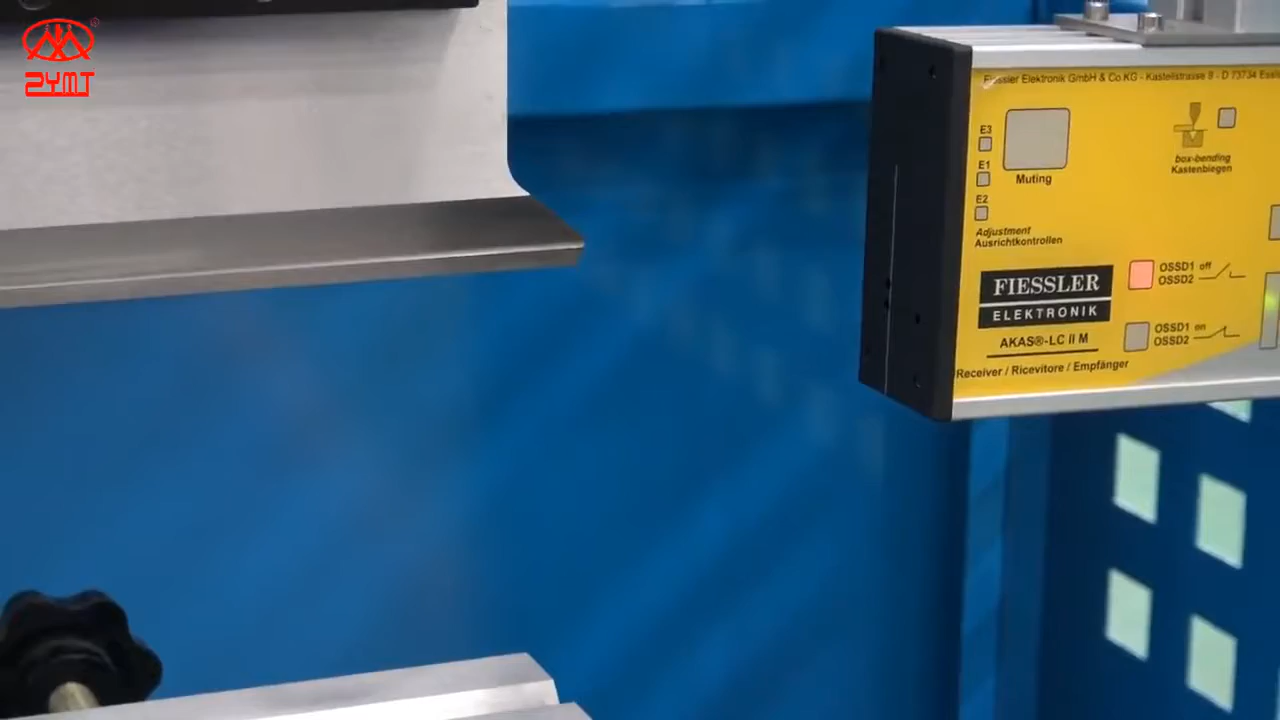 ZYMT
Fiessler Elektronik GmbH & Co.KG - Kastellstrasse 9 - D 73734
E3
E1
Muting
E2
box-bending
Kastenbiegen
Adjustment
Ausrichtkontrollen
OSSD1 off
OSSD2
FIESSLER
ELEKTRONIK
OSSD1 on
OSSD2
AKAS®-LC II M
Receiver / Ricevitore / Empfänger